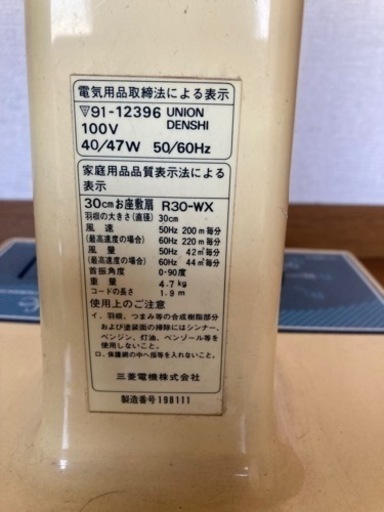 電気用品取締法による表示
▽91-12396 UNION
100V DENSHI
40/47W 50/60Hz
家庭用品品質表示法による
表示
30cmお座敷扇 R30-WX
羽根の大きさ(直径) 30cm
風速 50Hz 200m毎分
(最高速度の場合) 60Hz 220m毎分
風量 50Hz 42㎥毎分
(最高速度の場合) 60Hz 44㎥毎分
首振角度 0·90度
質量 4.7kg
コードの長さ 1.9m
使用上のご注意
イ.羽根、つまみ等の合成樹脂部分
および塗装面の掃除にはシンナー、
ベンジン、灯油、ベンゾール等を
使用しないこと。
ロ.保護網の中へ指等を入れないこと。
三菱電機株式会社
製造番号 19B111